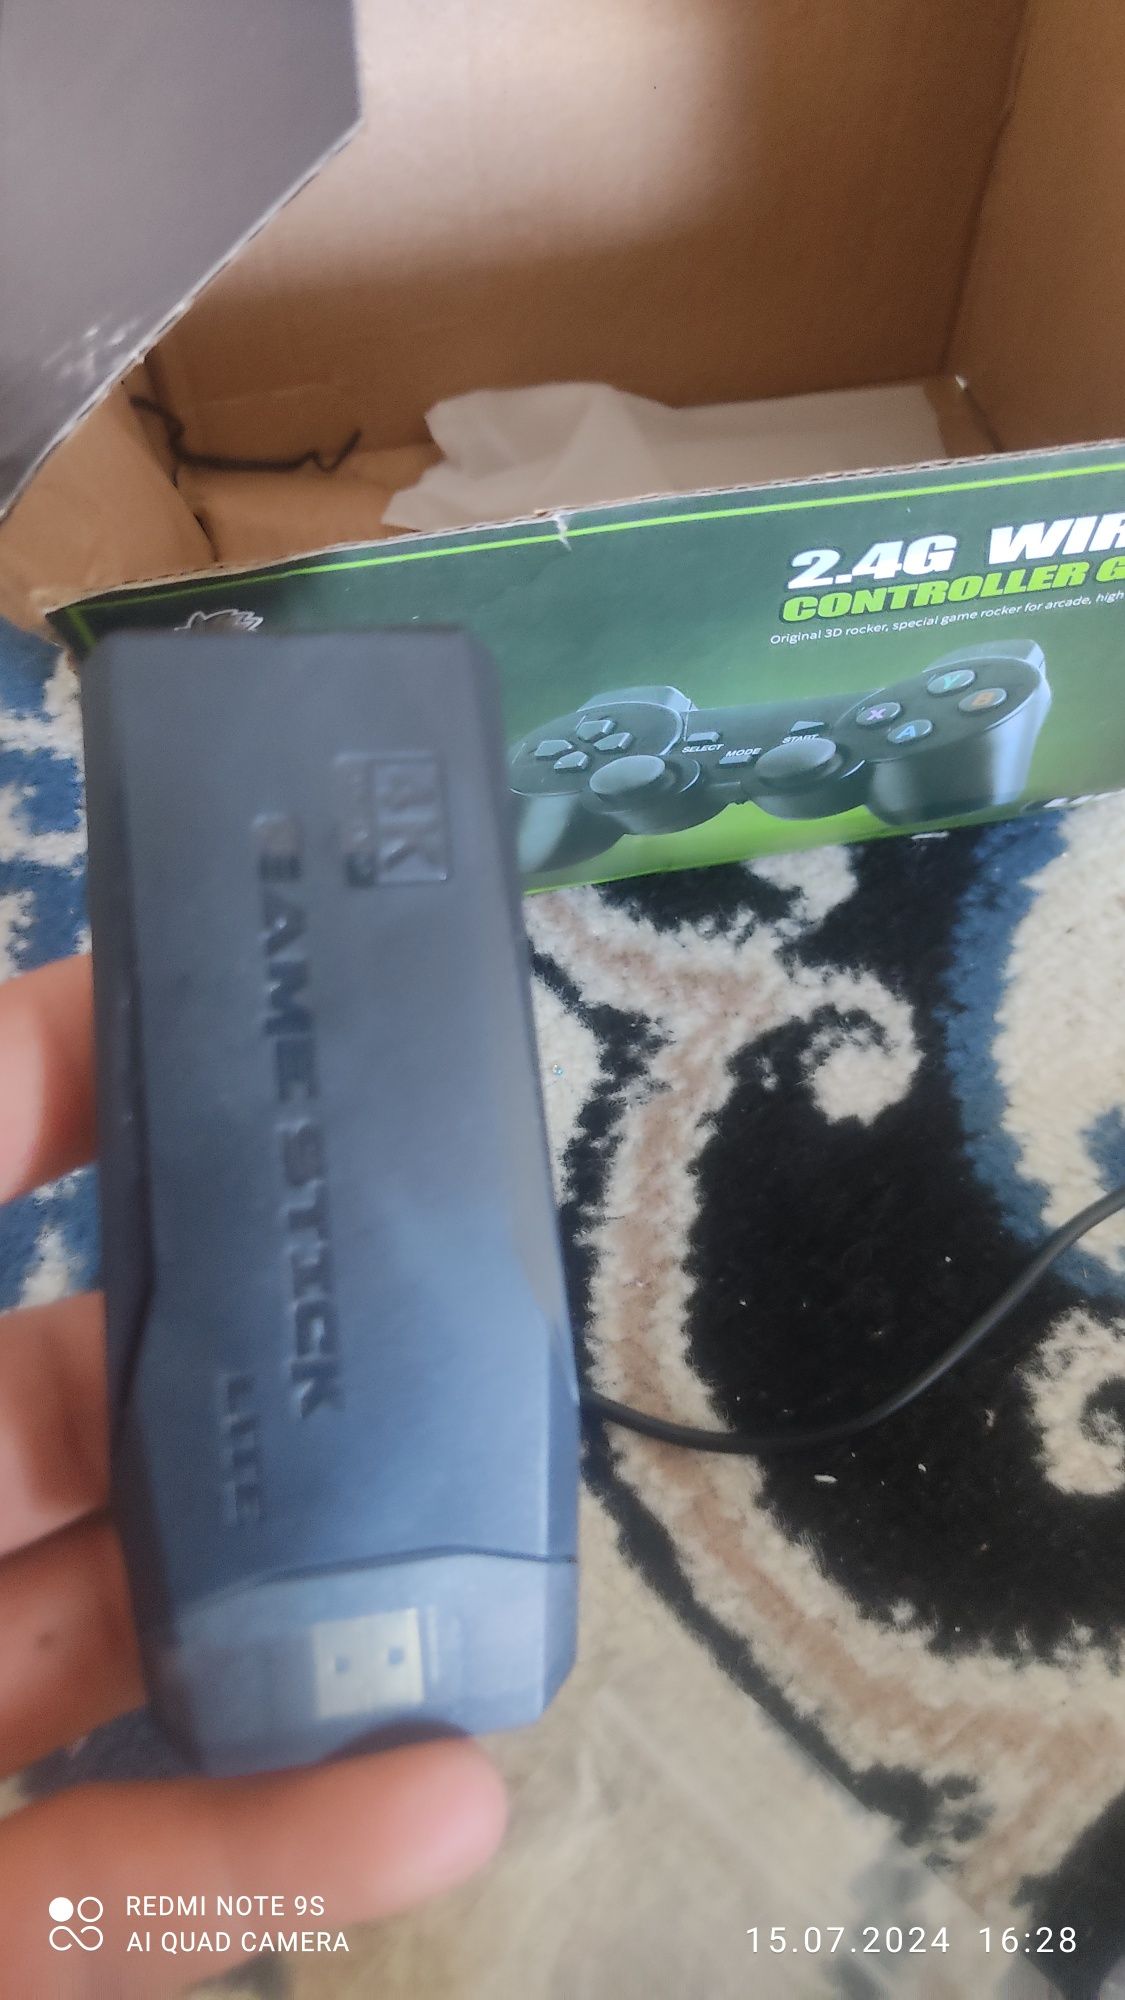 2.4G WIR
CONTROLLER G
Original 3D rocker, special game rocker for arcade, high
SELECT
MODE
START
Y
X
B
A
4K
GAME STICK
LITE
REDMI NOTE 9S
AI QUAD CAMERA
15.07.2024 16:28